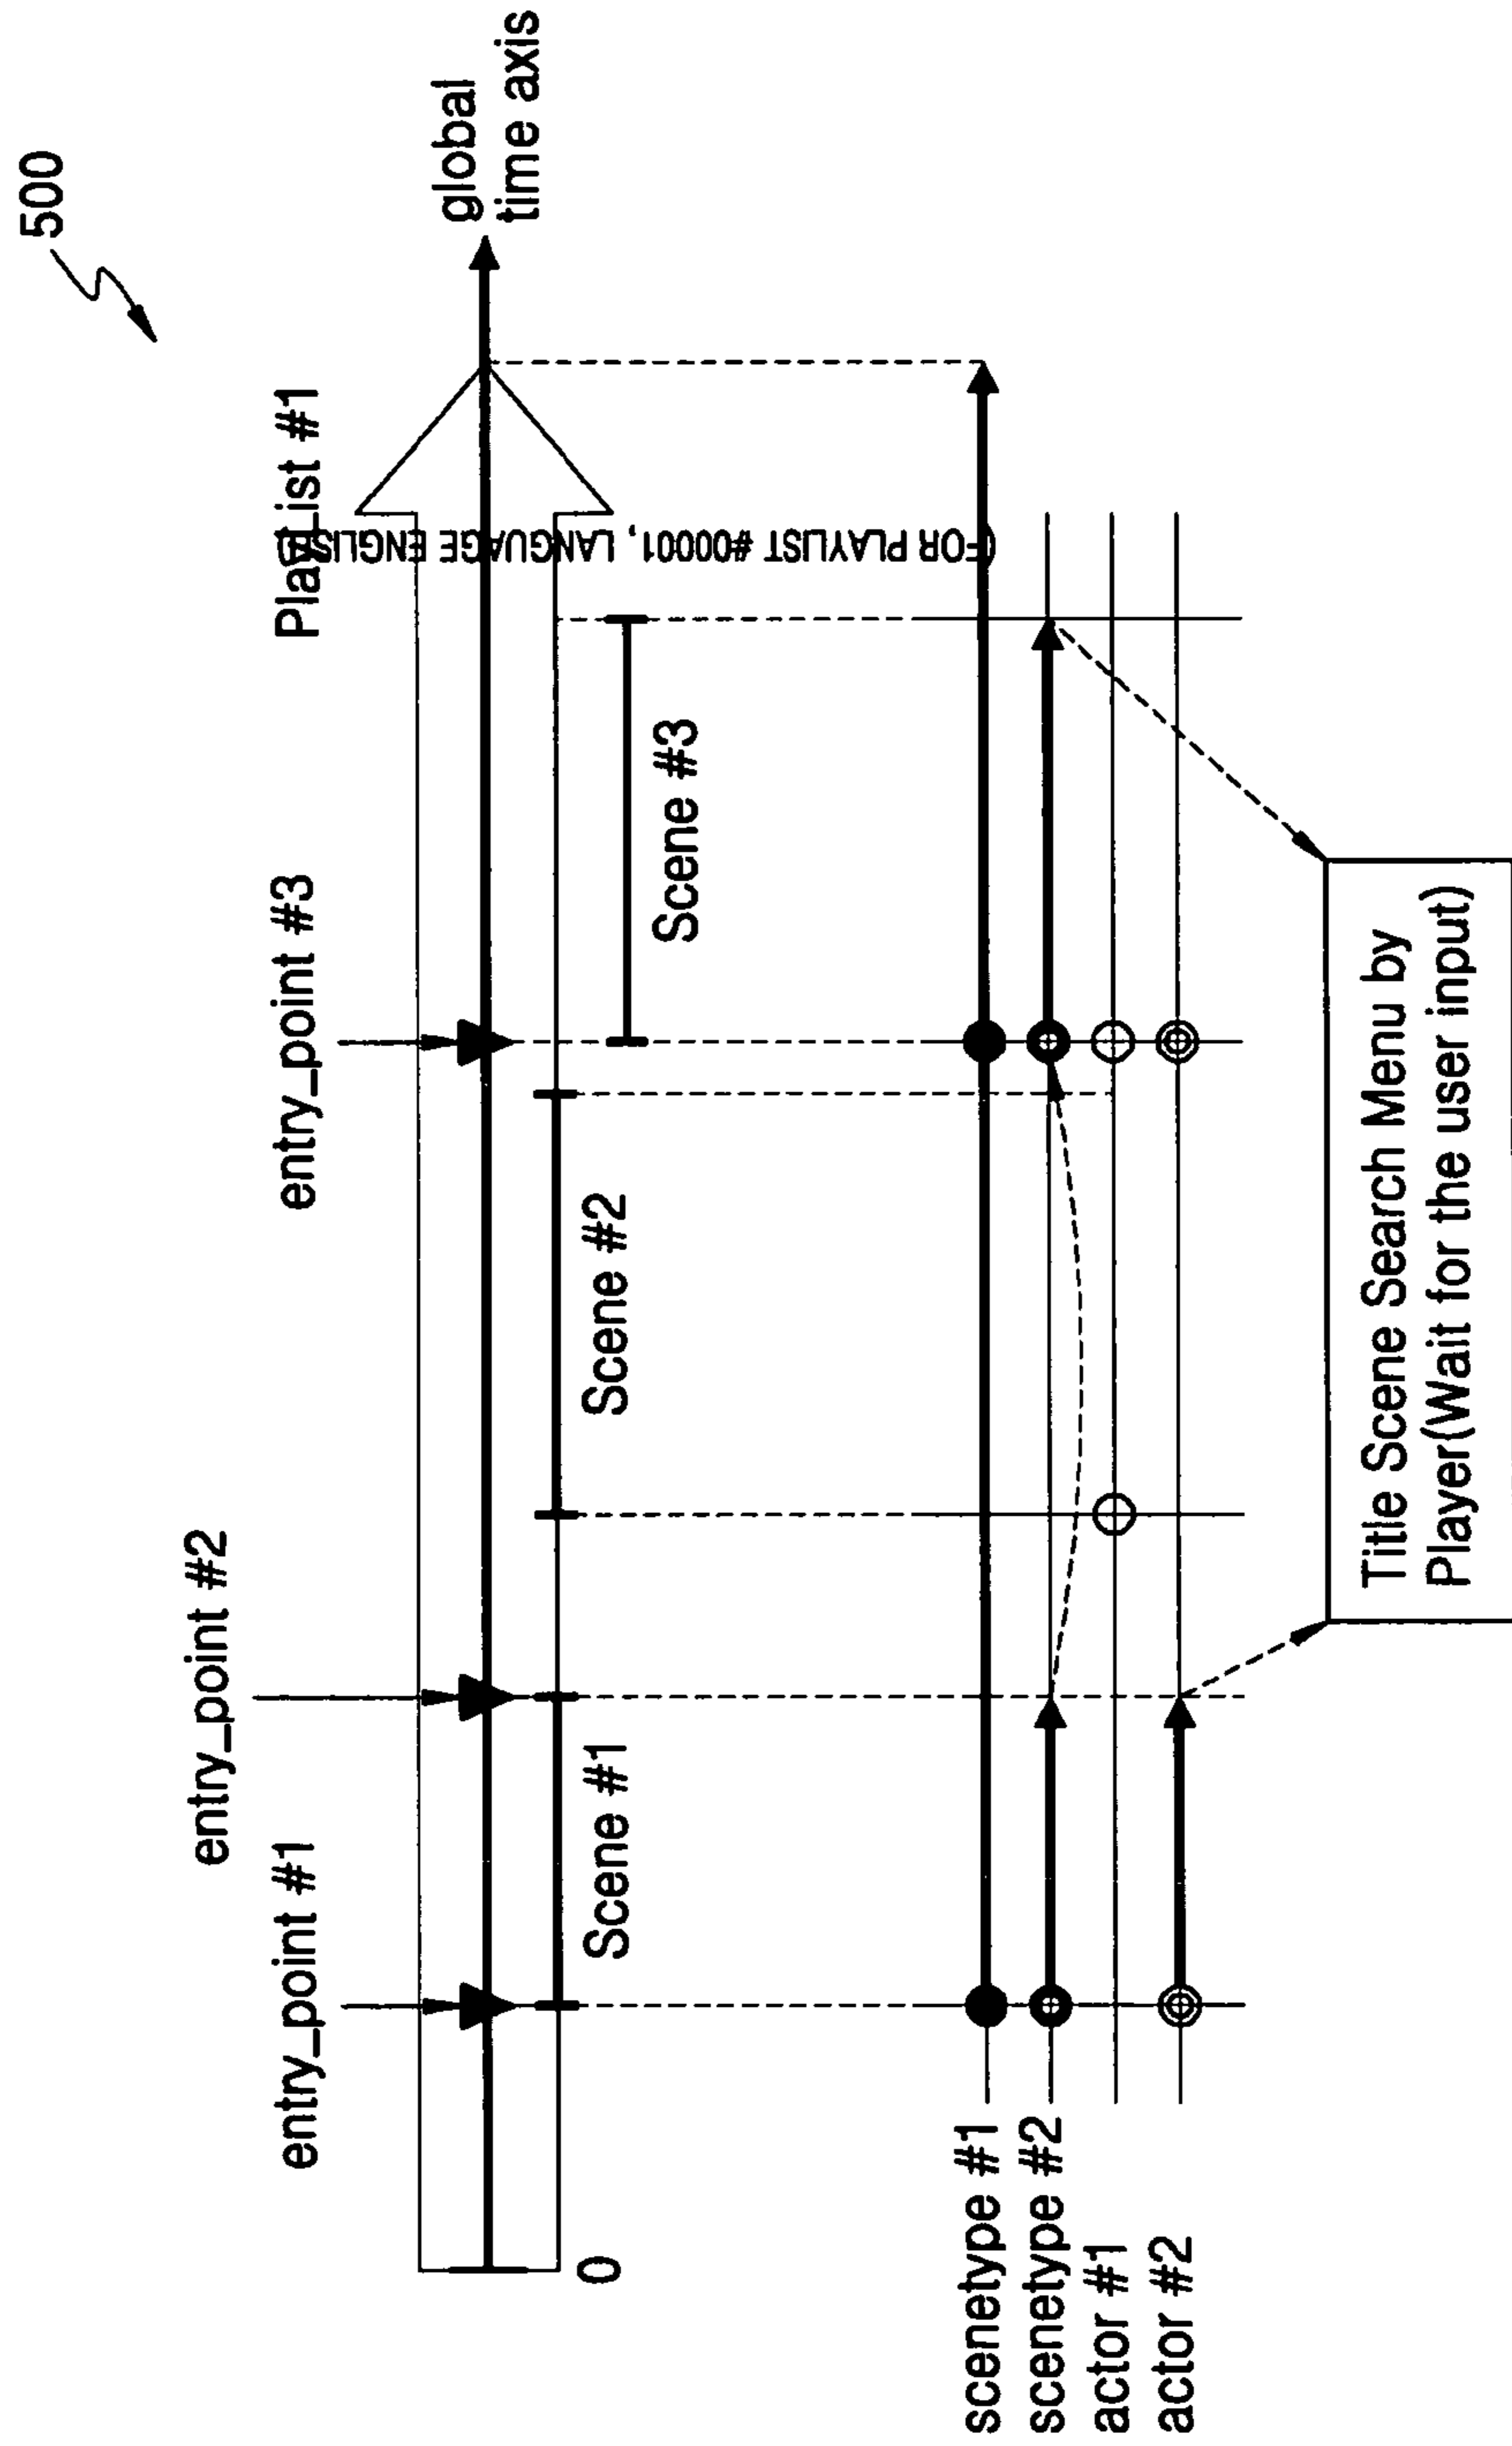 500
PlayList #1
global
time axis
entry_point #1
entry_point #2
entry_point #3
(FOR PLAYLIST #00001, LANGUAGE ENGLISH)
Scene #1
Scene #2
Scene #3
0
scenetype #1
scenetype #2
actor #1
actor #2
Title Scene Search Menu by
Player(Wait for the user input)